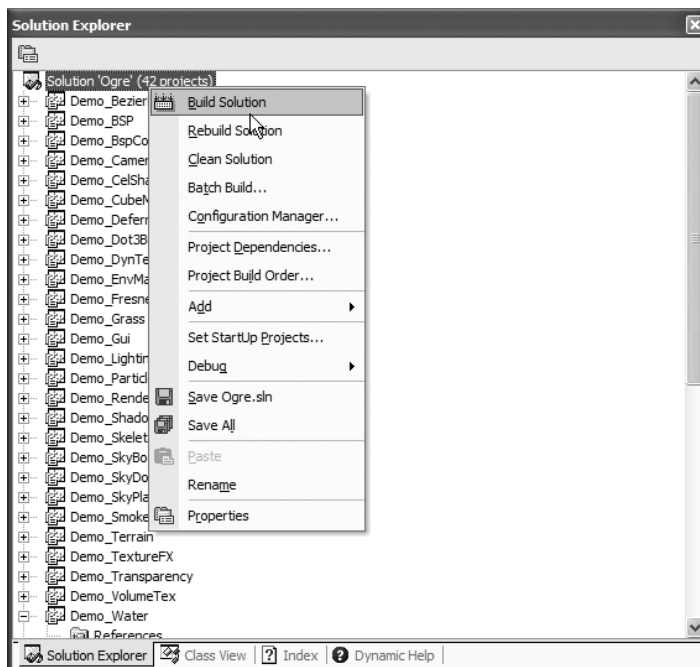 Solution Explorer
Solution 'Ogre' (42 projects)
Demo_Bezier
Demo_BSP
Demo_BspCo
Demo_Camer
Demo_CelSha
Demo_CubeM
Demo_Deferr
Demo_Dot3B
Demo_DynTe
Demo_EnvMa
Demo_Fresne
Demo_Grass
Demo_Gui
Demo_Lightin
Demo_Particl
Demo_Rende
Demo_Shado
Demo_Skelet
Demo_SkyBo
Demo_SkyDo
Demo_SkyPla
Demo_Smoke
Demo_Terrain
Demo_TextureFX
Demo_Transparency
Demo_VolumeTex
Demo_Water
References
Build Solution
Rebuild Solution
Clean Solution
Batch Build...
Configuration Manager...
Project Dependencies...
Project Build Order...
Add
Set StartUp Projects...
Debug
Save Ogre.sln
Save All
Paste
Rename
Properties
Solution Explorer Class View Index Dynamic Help